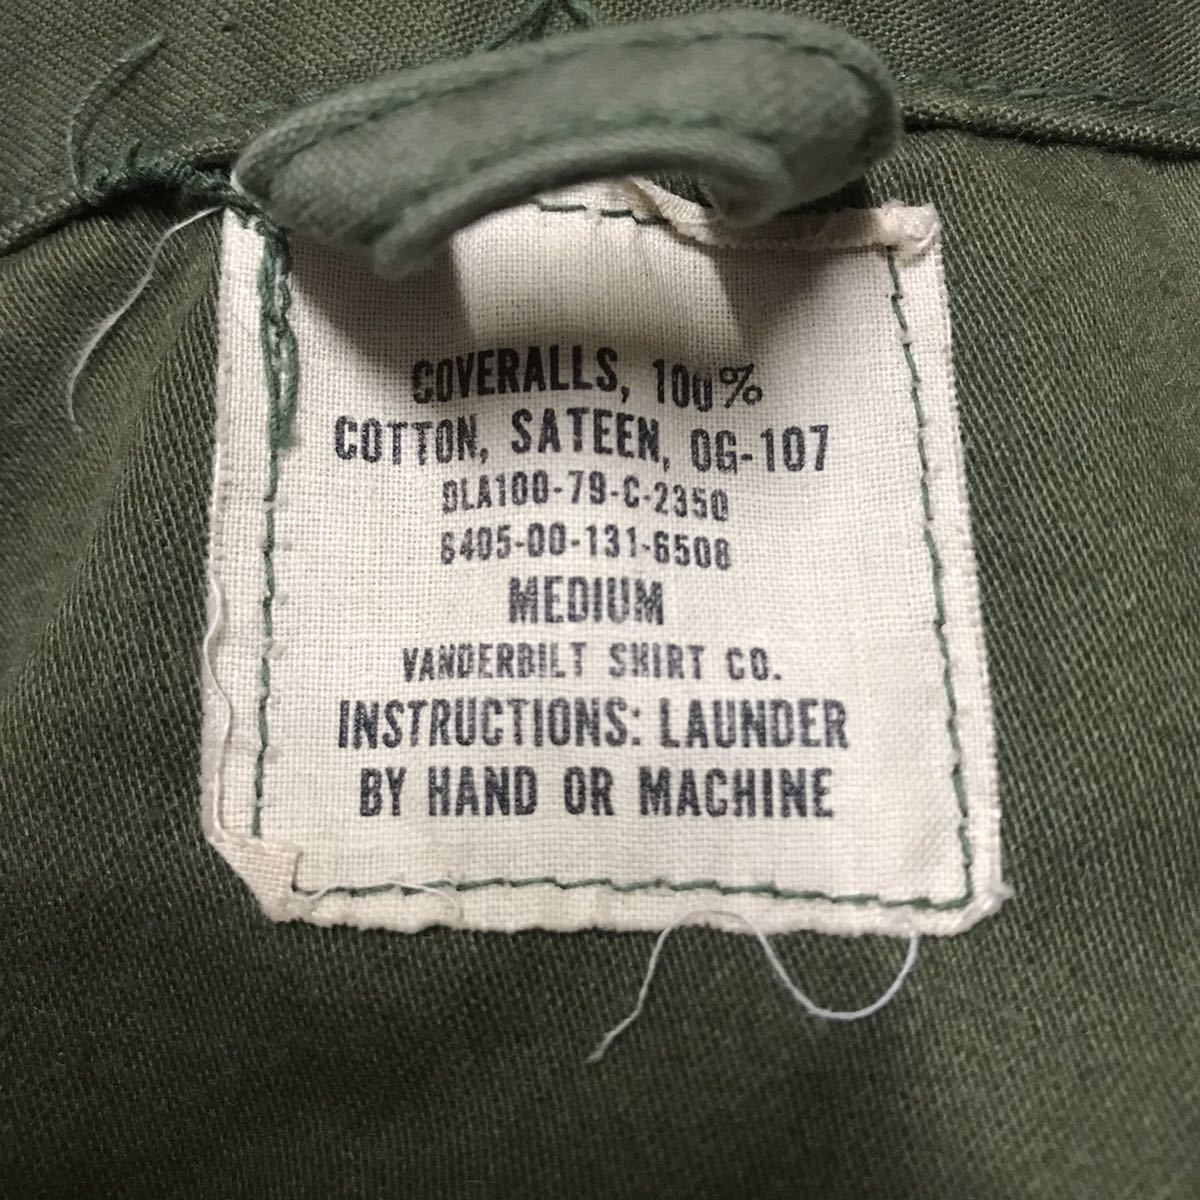 COVERALLS, 100%
COTTON, SATEEN, OG-107
DLA100-79-C-2350
8405-00-131-6508
MEDIUM
VANDERBILT SHIRT CO.
INSTRUCTIONS: LAUNDER
BY HAND OR MACHINE